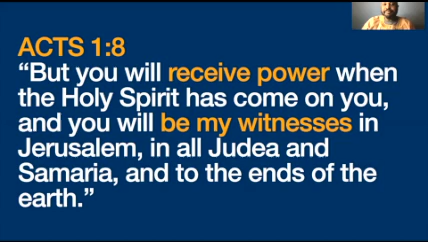 ACTS 1:8
“But you will receive power when
the Holy Spirit has come on you,
and you will be my witnesses in
Jerusalem, in all Judea and
Samaria, and to the ends of the
earth.”